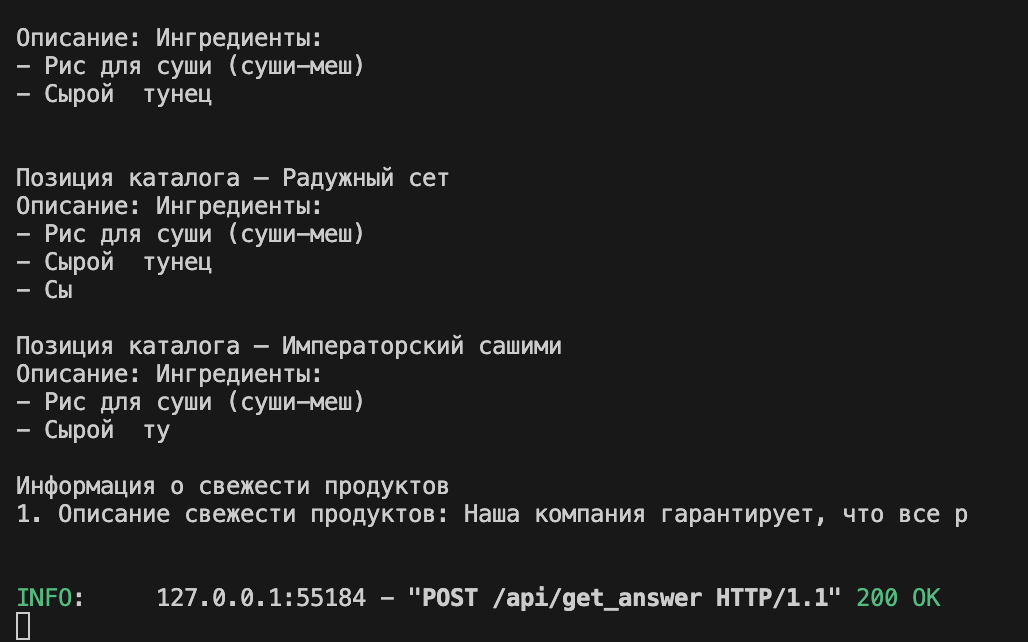 Описание: Ингредиенты:
- Рис для суши (суши-меш)
- Сырой  тунец
Позиция каталога - Радужный сет
Описание: Ингредиенты:
- Рис для суши (суши-меш)
- Сырой  тунец
- Сы
Позиция каталога - Императорский сашими
Описание: Ингредиенты:
- Рис для суши (суши-меш)
- Сырой  ту
Информация о свежести продуктов
1. Описание свежести продуктов: Наша компания гарантирует, что все р
INFO:     127.0.0.1:55184 - "POST /api/get_answer HTTP/1.1" 200 OK